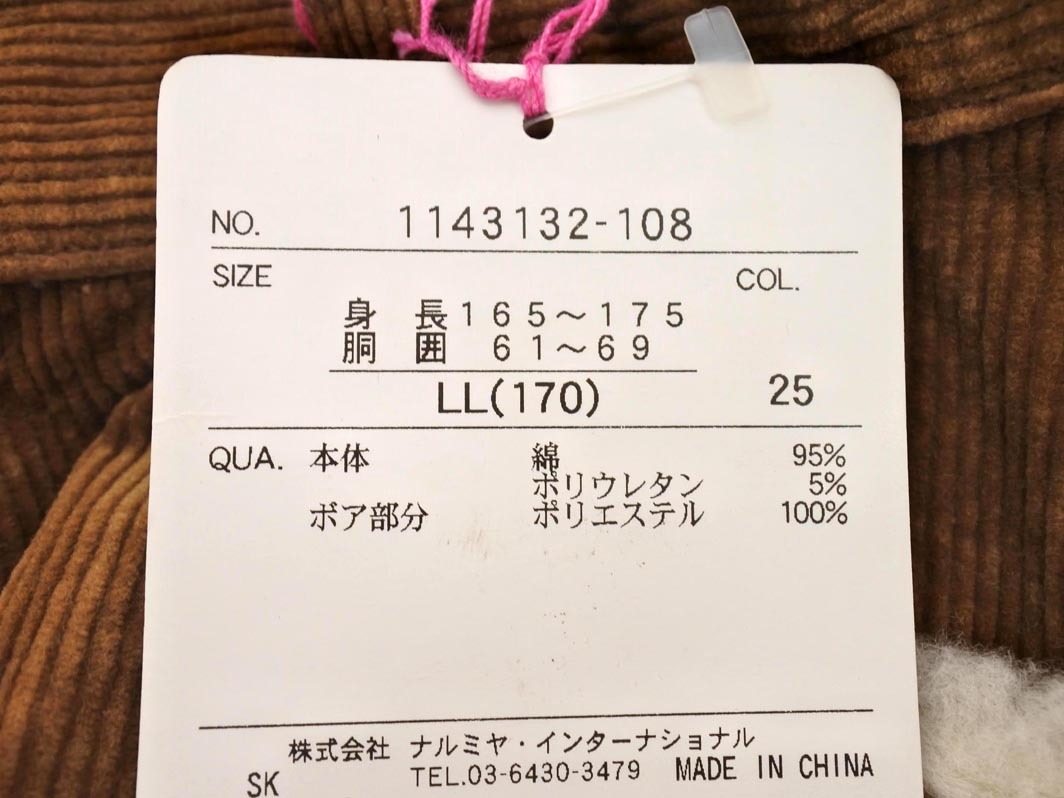 NO. 1143132-108
SIZE COL.
身 長 165～175
胴 囲 61～69
LL(170) 25
QUA. 本体 綿 95%
ポリウレタン 5%
ボア部分 ポリエステル 100%
株式会社 ナルミヤ・インターナショナル
SK TEL.03-6430-3479 MADE IN CHINA